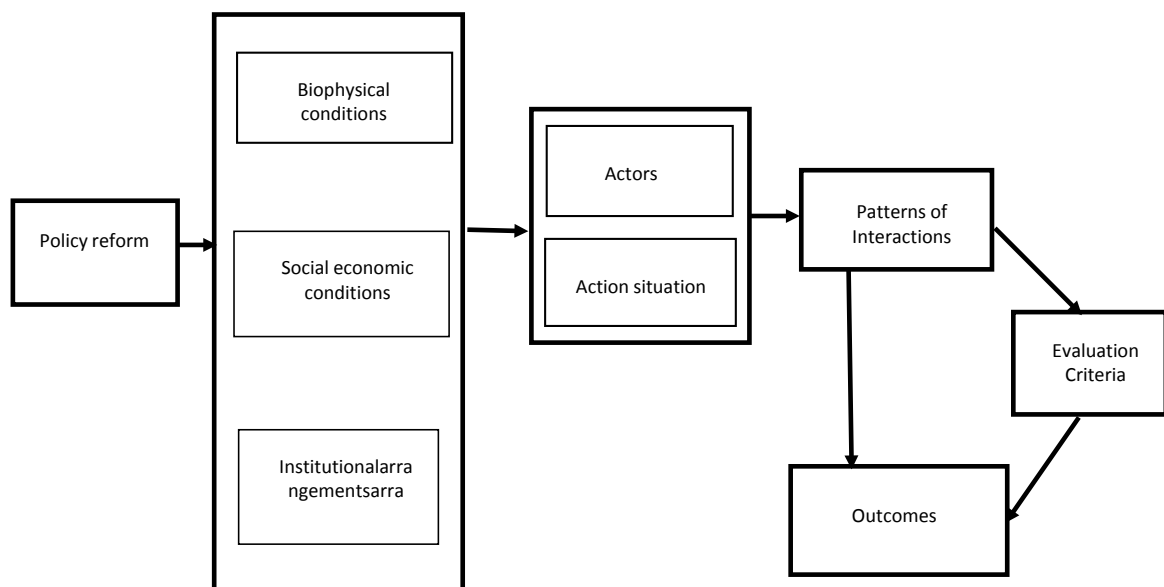 Policy reform
Biophysical
conditions
Social economic
conditions
Institutionalarra
ngementsarra
Actors
Action situation
Patterns of
Interactions
Evaluation
Criteria
Outcomes